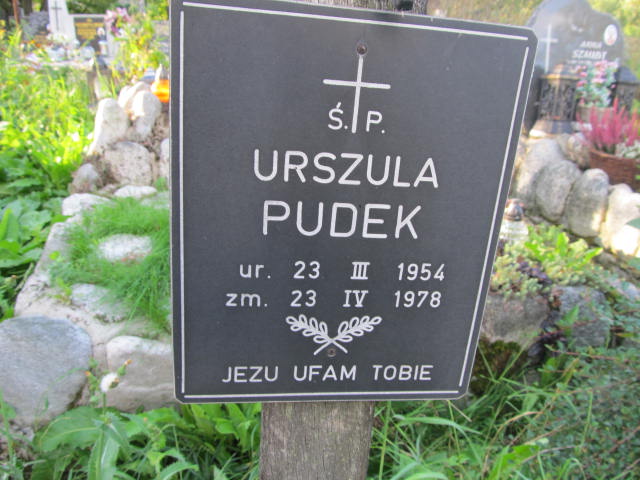 Ś. P.
URSZULA
PUDEK
ur. 23 III 1954
zm. 23 IV 1978
JEZU UFAM TOBIE